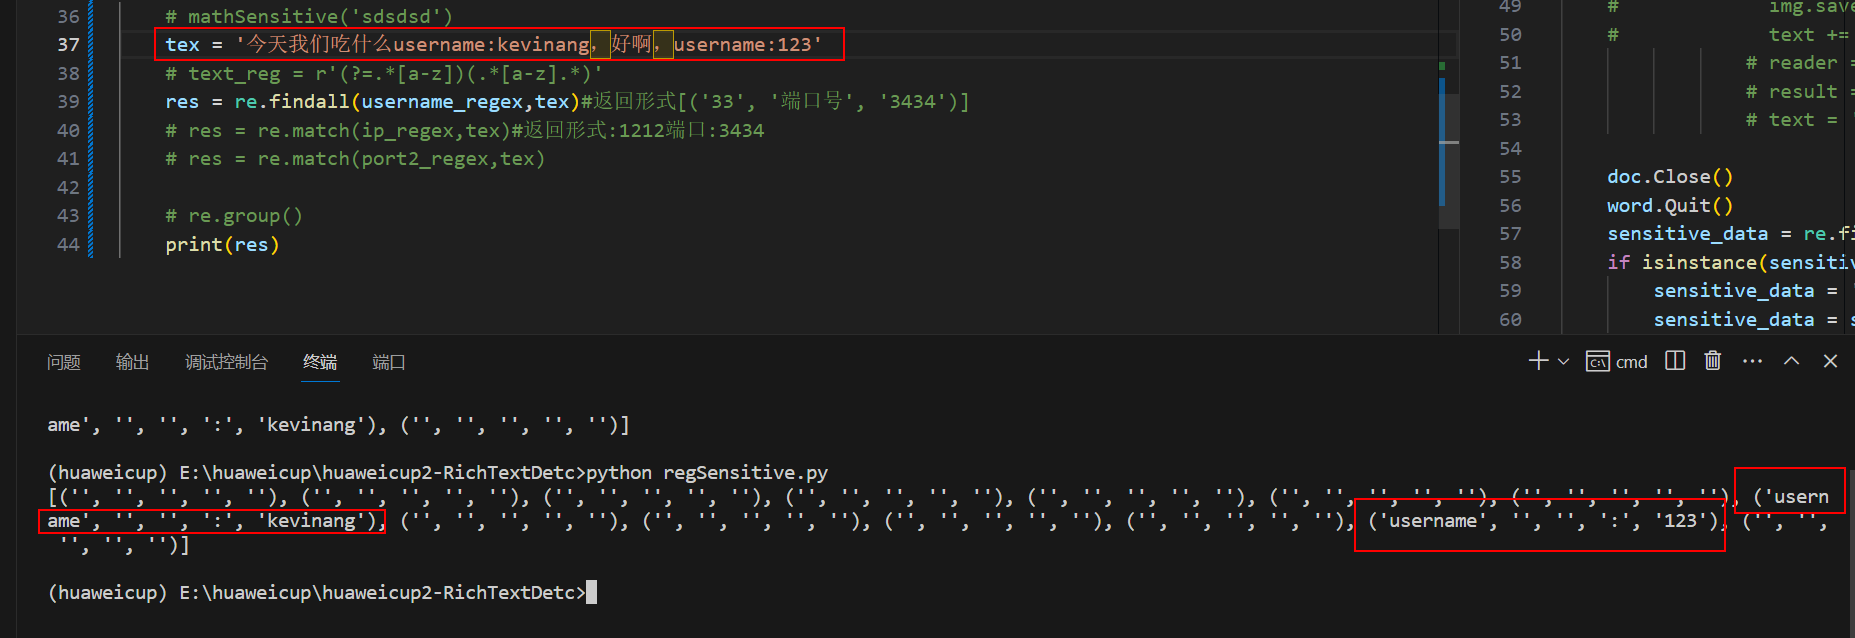 36 # mathSensitive('sdsdsd')
37 tex = '今天我们吃什么username:kevinang，好啊，username:123'
38 # text_reg = r'(?=.*[a-z])(.*[a-z].*)'
39 res = re.findall(username_regex,tex)#返回形式[('33', '端口号', '3434')]
40 # res = re.match(ip_regex,tex)#返回形式:1212端口:3434
41 # res = re.match(port2_regex,tex)
42
43 # re.group()
44 print(res)
49 # img.sav
50 # text +=
51 # reader =
52 # result =
53 # text =
54
55 doc.Close()
56 word.Quit()
57 sensitive_data = re.fi
58 if isinstance(sensitiv
59 sensitive_data =
60 sensitive_data = s
问题 输出 调试控制台 终端 端口
cmd
ame', '', '', ':', 'kevinang'), ('', '', '', '', '')]
(huaweicup) E:\huaweicup\huaweicup2-RichTextDetc>python regSensitive.py
[('', '', '', '', ''), ('', '', '', '', ''), ('', '', '', '', ''), ('', '', '', '', ''), ('', '', '', '', ''), ('', '', '', '', ''), ('', '', '', '', ''), ('usern
ame', '', '', ':', 'kevinang'), ('', '', '', '', ''), ('', '', '', '', ''), ('', '', '', '', ''), ('', '', '', '', ''), ('username', '', '', ':', '123'), ('', '',
'', '', '')]
(huaweicup) E:\huaweicup\huaweicup2-RichTextDetc>